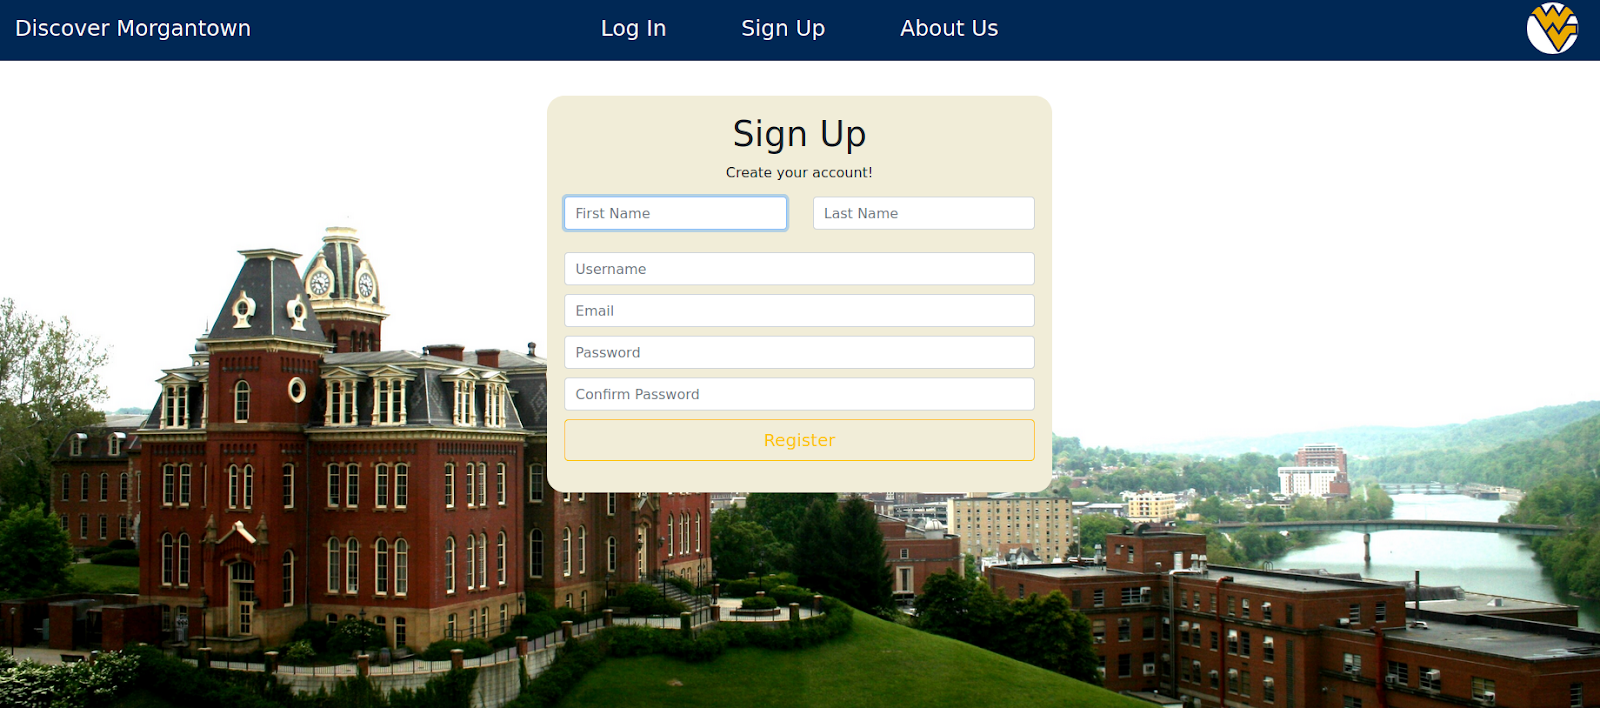 Discover Morgantown Log In Sign Up About Us
Sign Up
Create your account!
First Name Last Name
Username
Email
Password
Confirm Password
Register